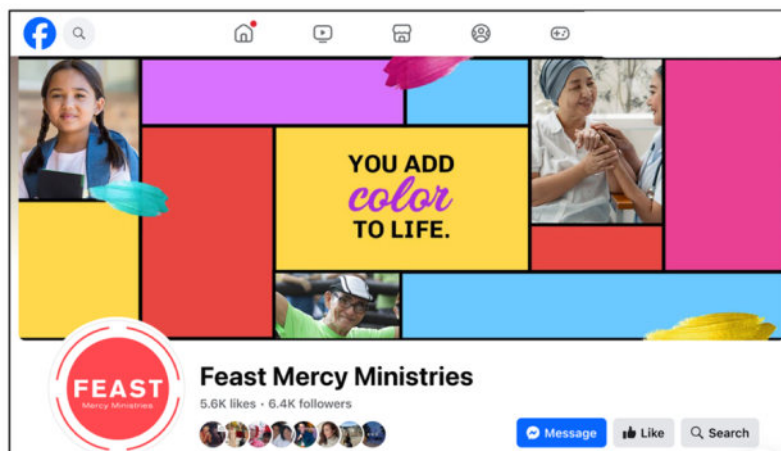 YOU ADD
color
TO LIFE.
FEAST
Mercy Ministries
Feast Mercy Ministries
5.6K likes • 6.4K followers
Message
Like
Search